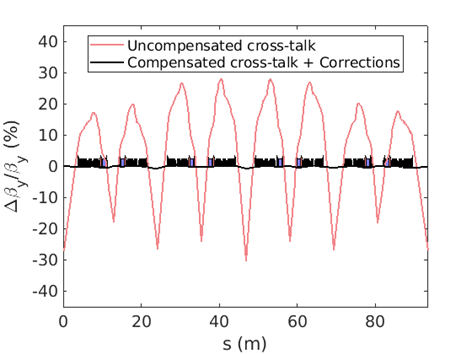 Uncompensated cross-talk
Compensated cross-talk + Corrections
40
30
20
10
0
-10
-20
-30
-40
Δβy/βy (%)
0 20 40 60 80
s (m)